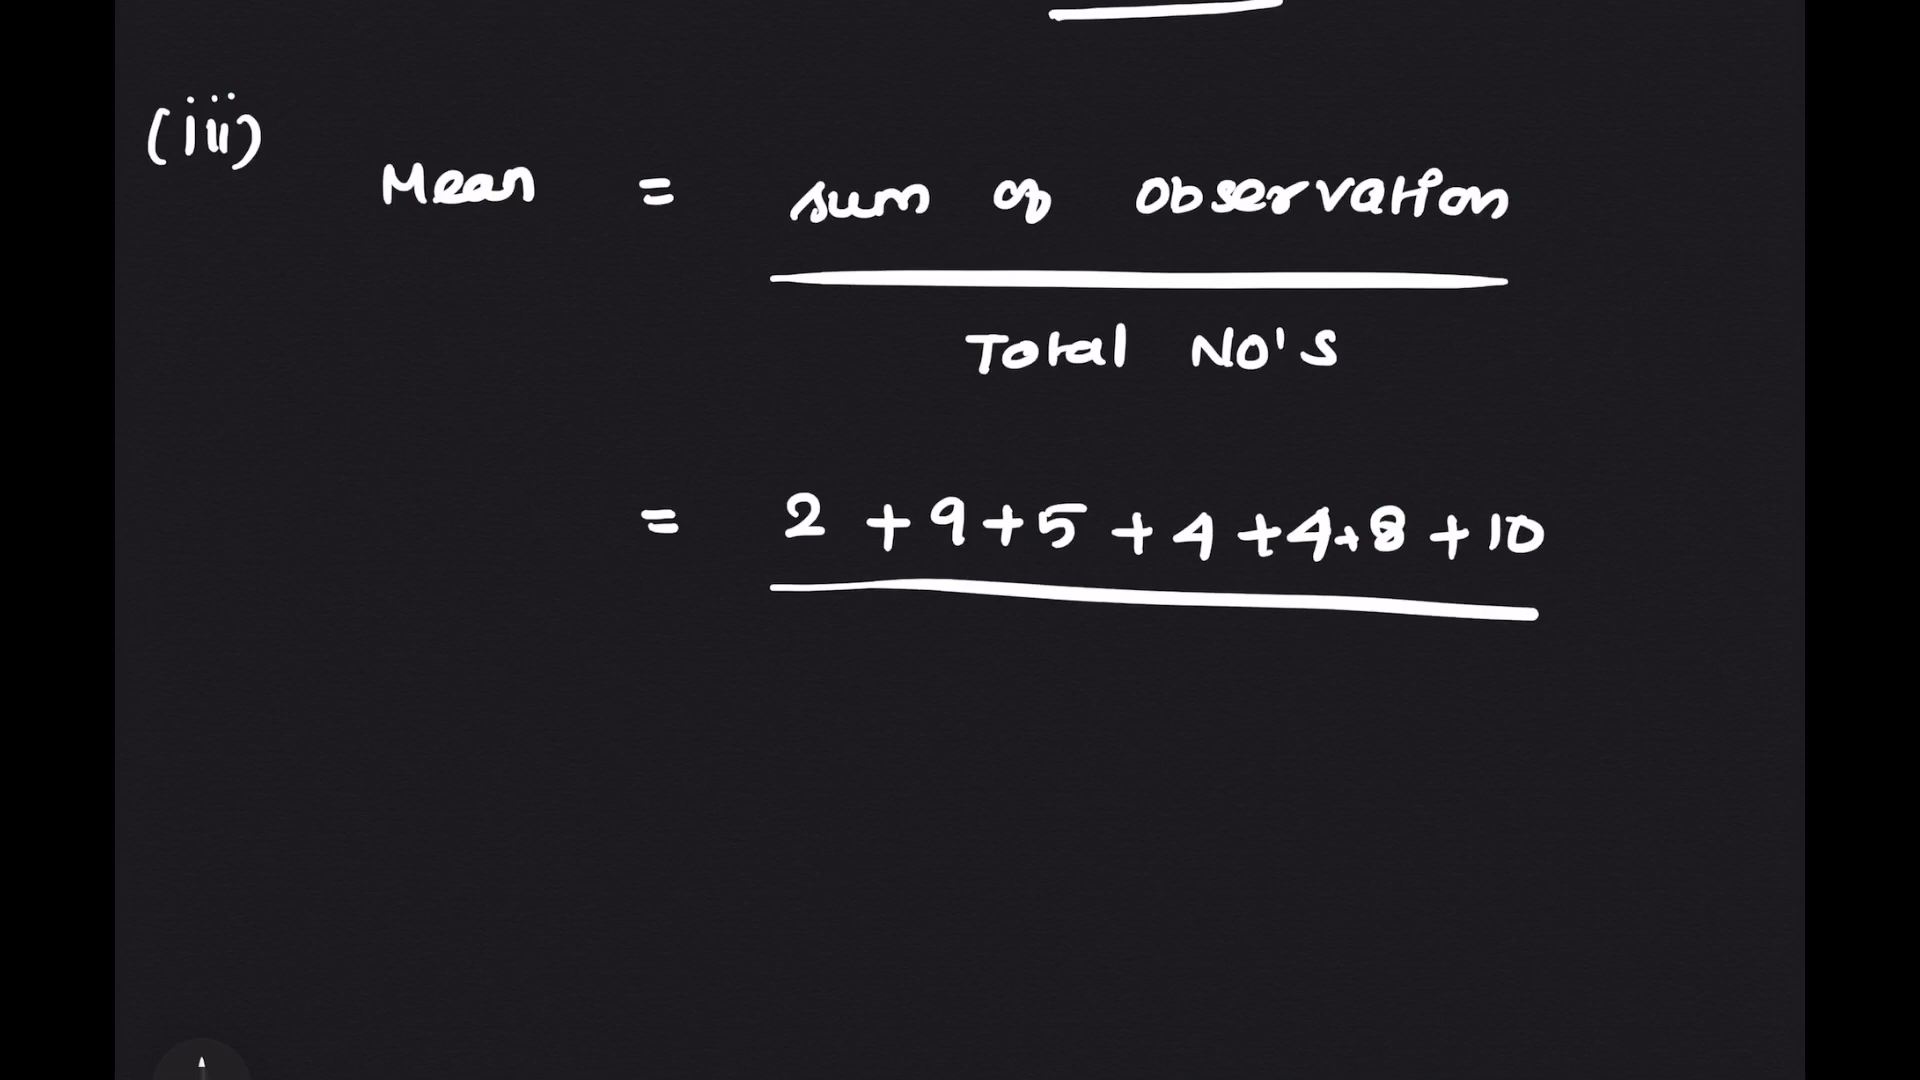 (iii)
Mean = sum of observation
Total No's
= 2 + 9 + 5 + 4 + 4 + 8 + 10